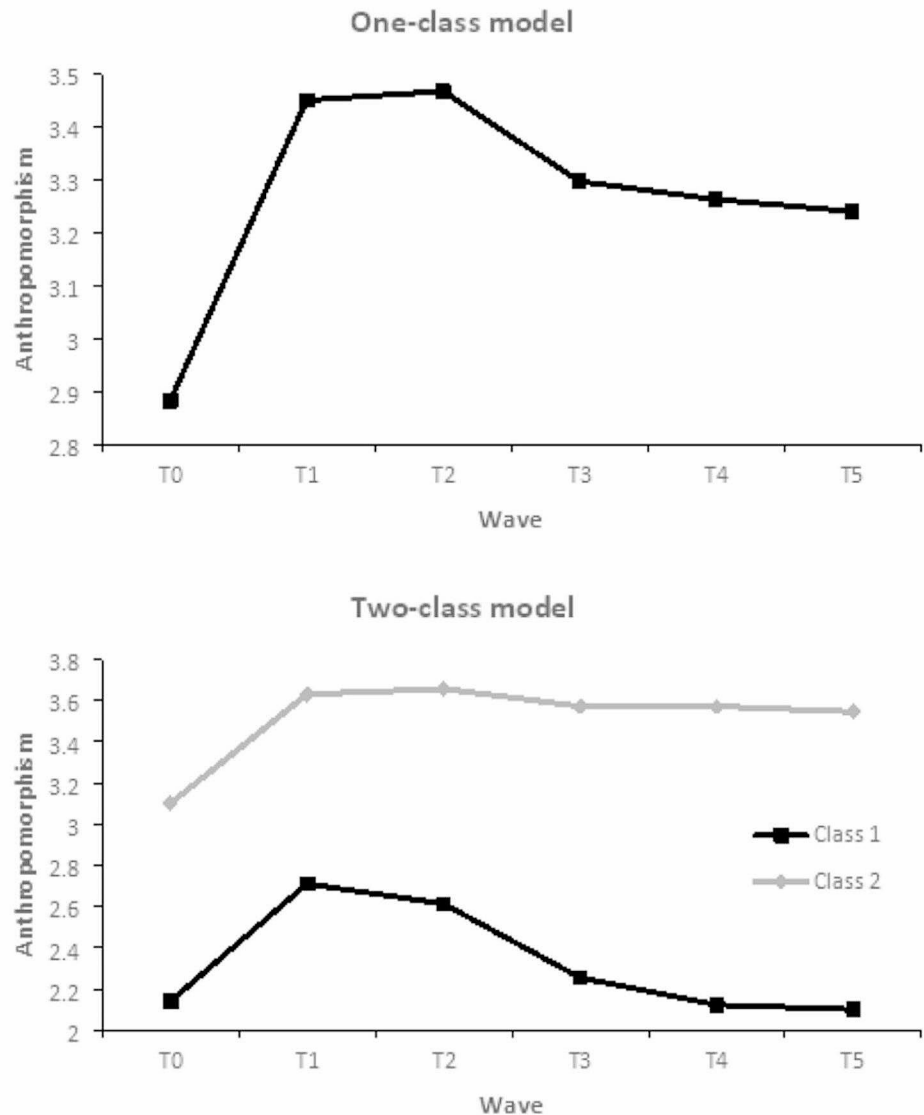 One-class model
Anthropomorphism
3.5
3.4
3.3
3.2
3.1
3
2.9
2.8
T0 T1 T2 T3 T4 T5
Wave
Two-class model
Anthropomorphism
3.8
3.6
3.4
3.2
3
2.8
2.6
2.4
2.2
2
Class 1
Class 2
T0 T1 T2 T3 T4 T5
Wave